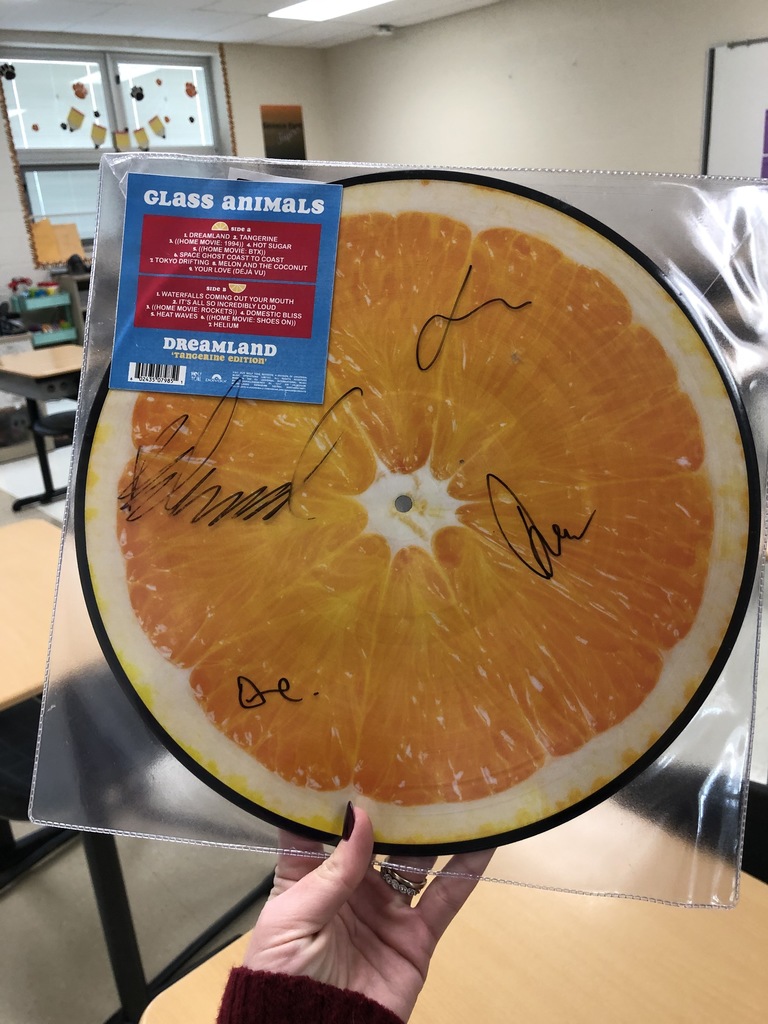 GLASS ANIMALS
side a
1. DREAMLAND 2. TANGERINE
3. ((HOME MOVIE: 1994)) 4. HOT SUGAR
5. ((HOME MOVIE: BTX))
6. SPACE GHOST COAST TO COAST
7. TOKYO DRIFTING 8. MELON AND THE COCONUT
9. YOUR LOVE (DEJA VU)
side b
1. WATERFALLS COMING OUT YOUR MOUTH
2. IT'S ALL SO INCREDIBLY LOUD
3. ((HOME MOVIE: ROCKETS)) 4. DOMESTIC BLISS
5. HEAT WAVES 6. ((HOME MOVIE: SHOES ON))
7. HELIUM
DREAMLAND
'TANGERINE EDITION'